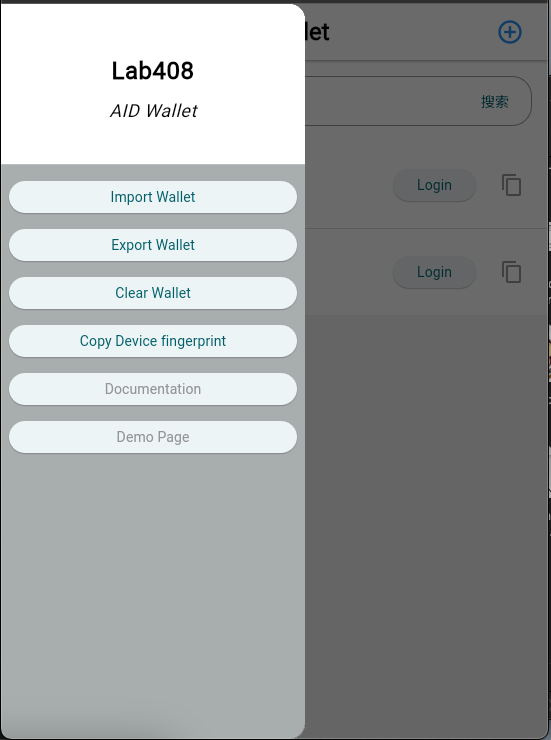 Lab408
AID Wallet
Import Wallet
Export Wallet
Clear Wallet
Copy Device fingerprint
Documentation
Demo Page
let
搜索
Login
Login